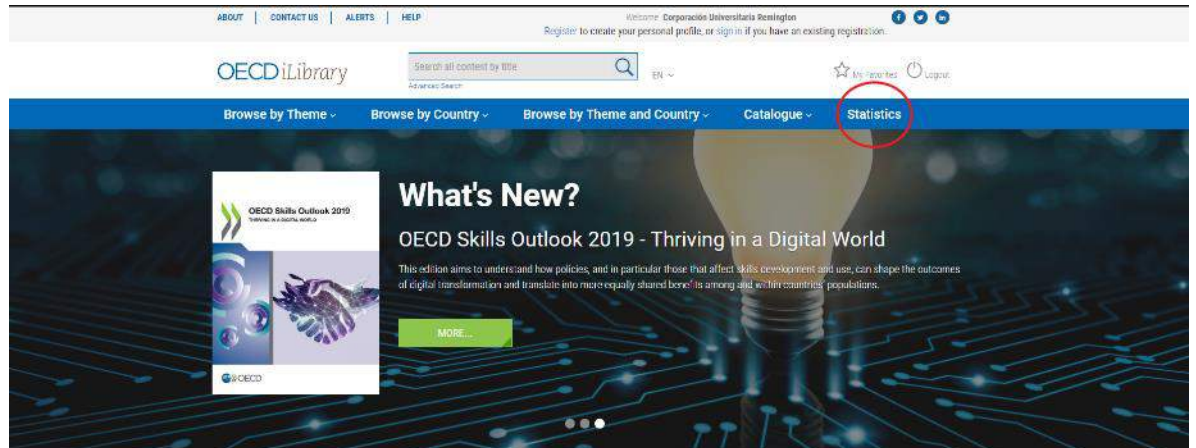 ABOUT | CONTACT US | ALERTS | HELP
Welcome Corporación Universitaria Remington
Register to create your personal profile, or sign in if you have an existing registration.
OECD iLibrary
Search all content by title
EN
My Favorites
Logout
Advanced Search
Browse by Theme
Browse by Country
Browse by Theme and Country
Catalogue
Statistics
OECD Skills Outlook 2019
THRIVING IN A DIGITAL WORLD
OECD
What's New?
OECD Skills Outlook 2019 - Thriving in a Digital World
This edition aims to understand how policies, and in particular those that affect skills development and use, can shape the outcomes
of digital transformation and translate into more equally shared benefits among and within countries' populations.
MORE...